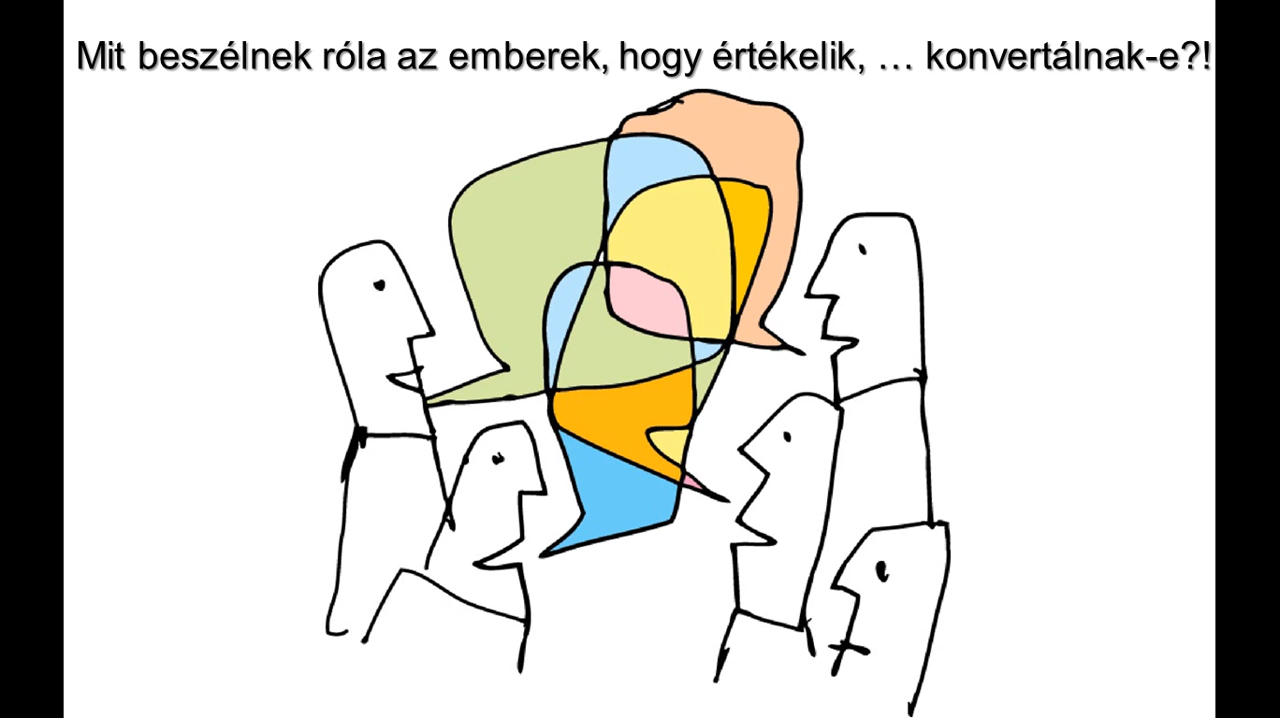 Mit beszélnek róla az emberek, hogy értékelik, … konvertálnak-e?!